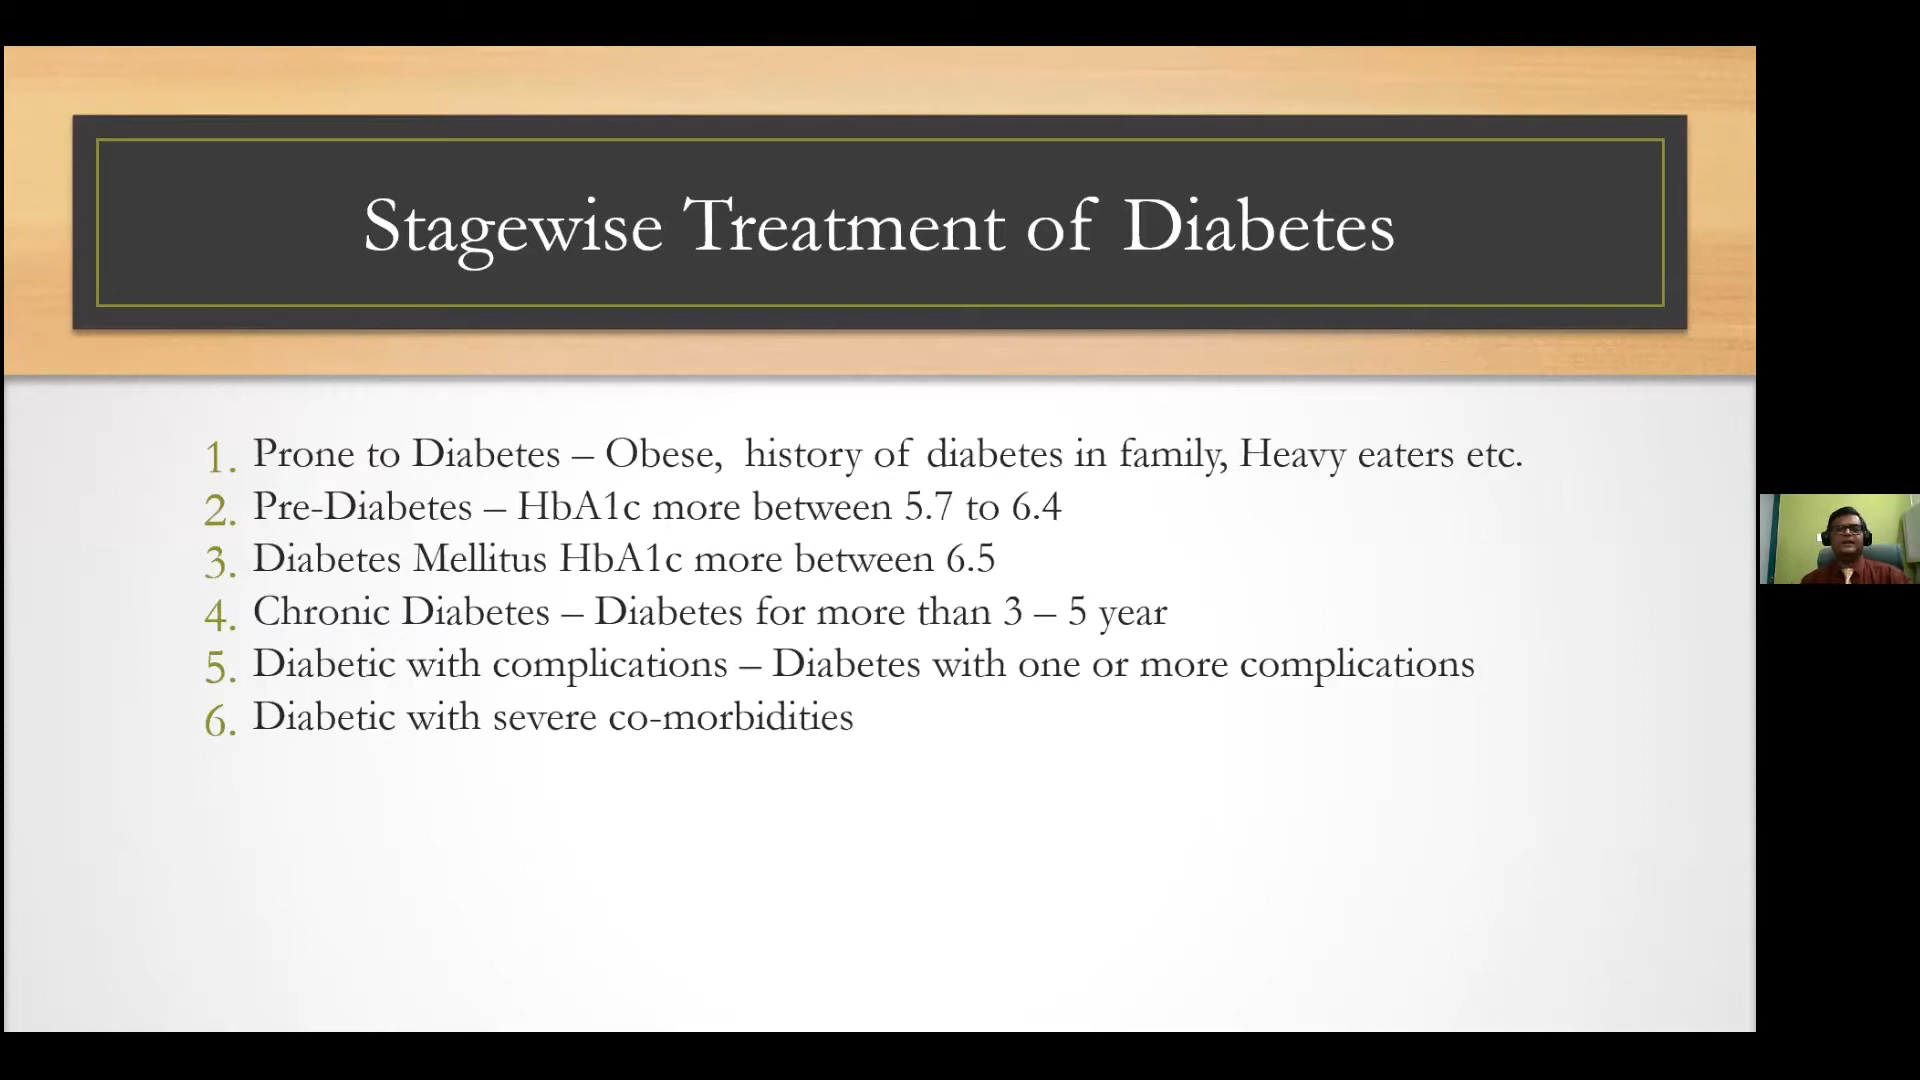 Stagewise Treatment of Diabetes
1. Prone to Diabetes – Obese, history of diabetes in family, Heavy eaters etc.
2. Pre-Diabetes – HbA1c more between 5.7 to 6.4
3. Diabetes Mellitus HbA1c more between 6.5
4. Chronic Diabetes – Diabetes for more than 3 – 5 year
5. Diabetic with complications – Diabetes with one or more complications
6. Diabetic with severe co-morbidities